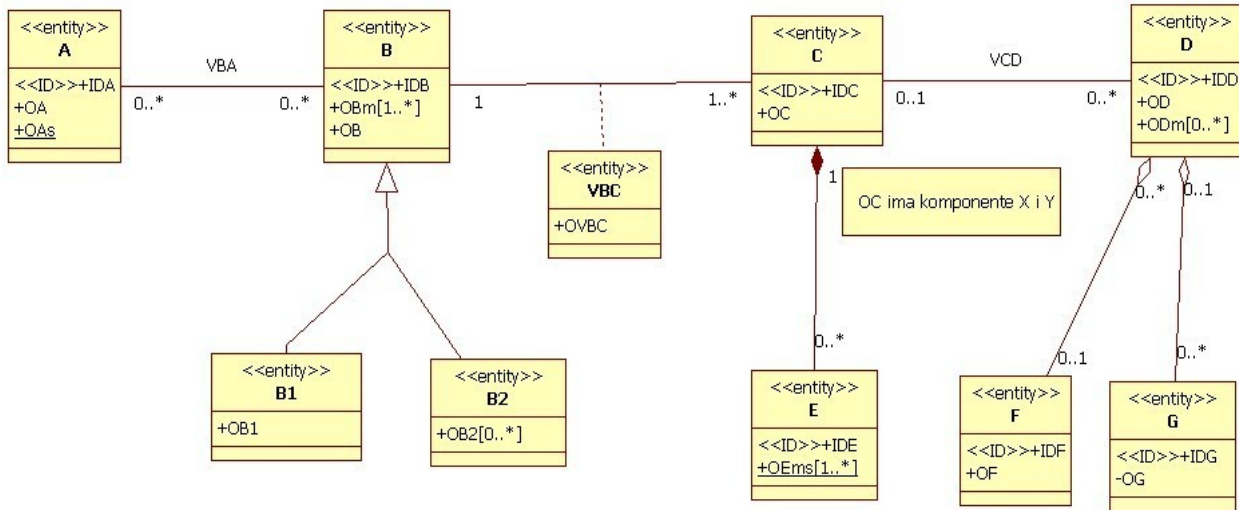 <<entity>>
A
<<ID>>+IDA
+OA
+OAs
VBA
0..*
0..*
<<entity>>
B
<<ID>>+IDB
+OBm[1..*]
+OB
1
1..*
<<entity>>
VBC
+OVBC
<<entity>>
C
<<ID>>+IDC
+OC
VCD
0..1
0..*
<<entity>>
D
<<ID>>+IDD
+OD
+ODm[0..*]
1
OC ima komponente X i Y
0..*
0..1
<<entity>>
B1
+OB1
<<entity>>
B2
+OB2[0..*]
0..*
<<entity>>
E
<<ID>>+IDE
+OEms[1..*]
0..1
<<entity>>
F
<<ID>>+IDF
+OF
0..*
<<entity>>
G
<<ID>>+IDG
-OG